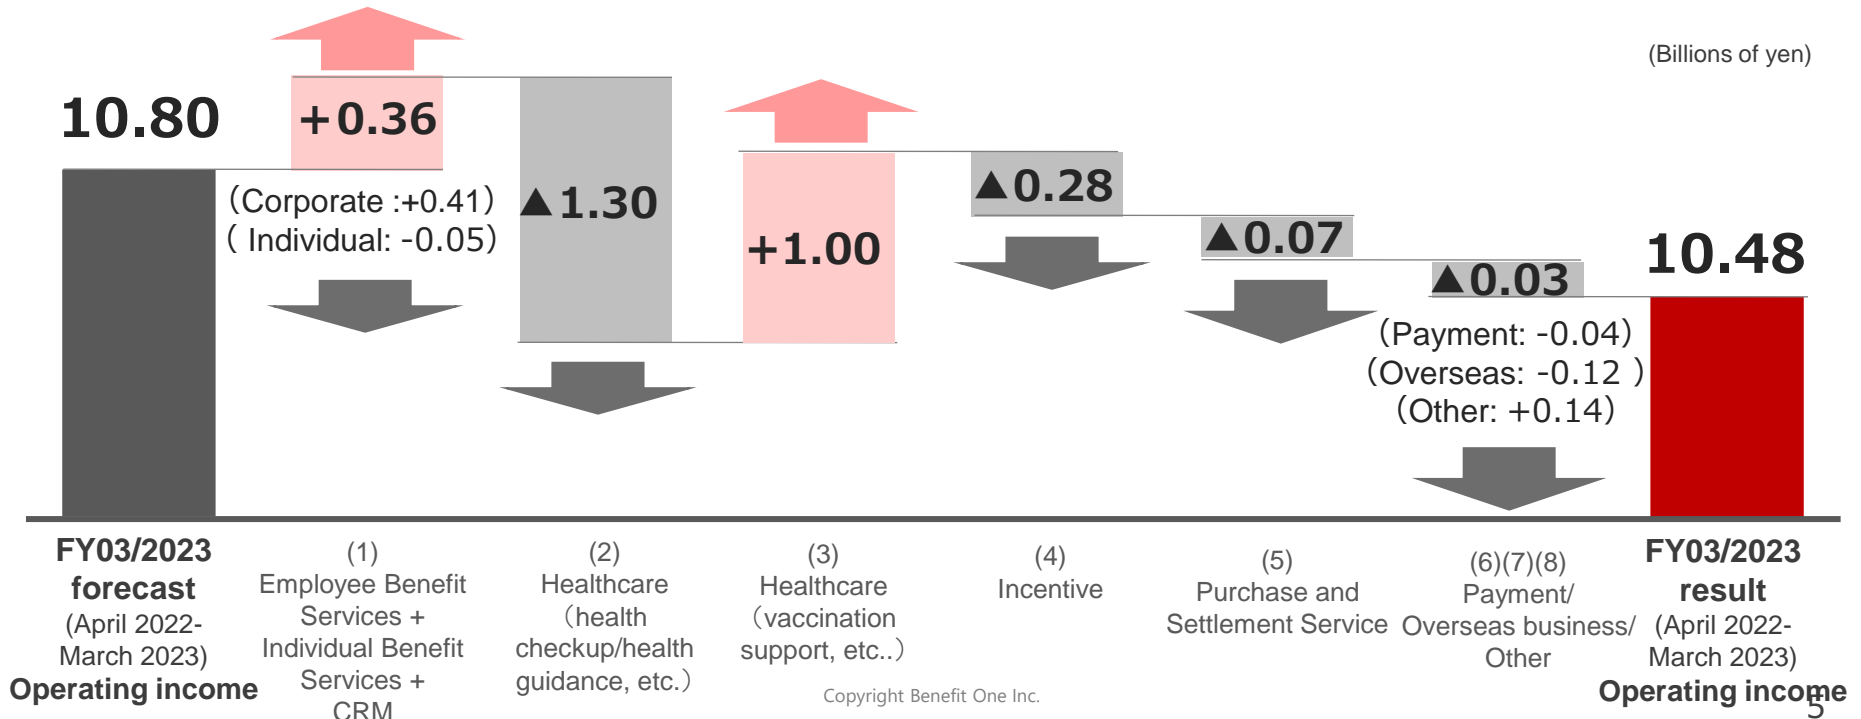 (Billions of yen)
10.80
+0.36
(Corporate :+0.41)
( Individual: -0.05)
▲1.30
+1.00
▲0.28
▲0.07
▲0.03
(Payment: -0.04)
(Overseas: -0.12 )
(Other: +0.14)
10.48
FY03/2023
forecast
(April 2022-
March 2023)
Operating income
(1)
Employee Benefit
Services +
Individual Benefit
Services +
CRM
(2)
Healthcare
(health
checkup/health
guidance, etc.)
(3)
Healthcare
(vaccination
support, etc..)
(4)
Incentive
(5)
Purchase and
Settlement Service
(6)(7)(8)
Payment/
Overseas business/
Other
FY03/2023
result
(April 2022-
March 2023)
Operating income
Copyright Benefit One Inc.
5